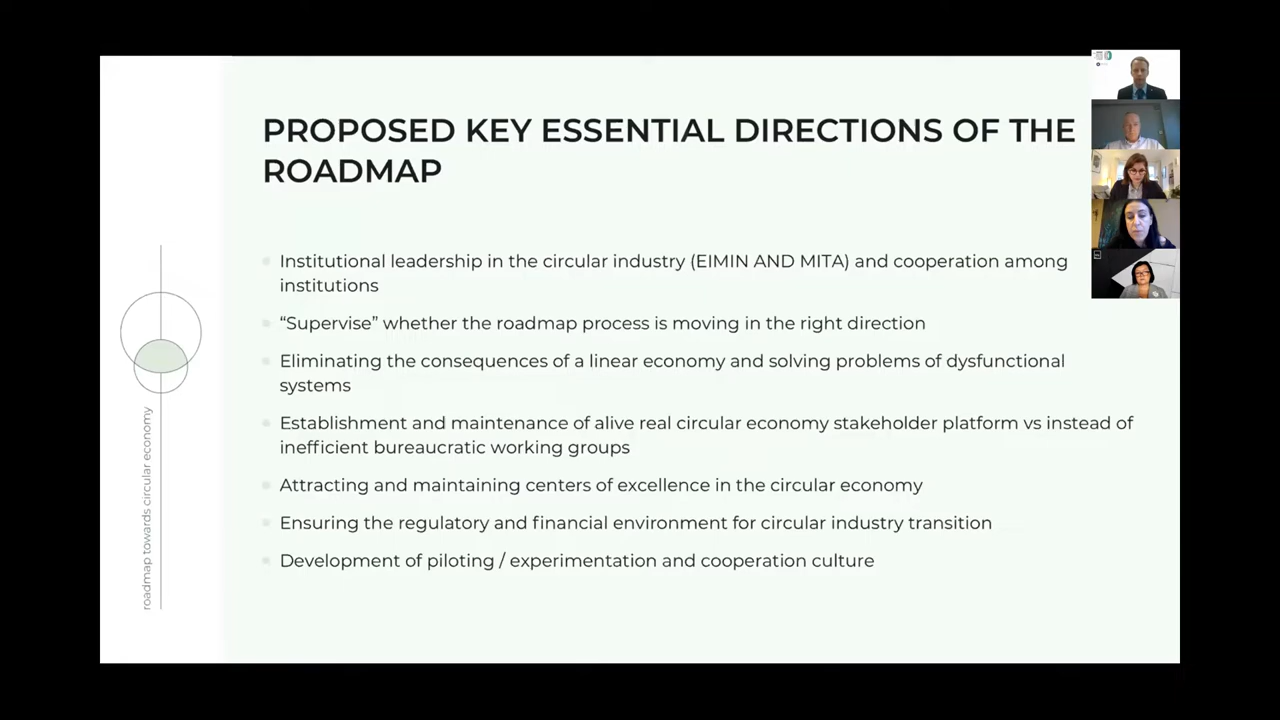 PROPOSED KEY ESSENTIAL DIRECTIONS OF THE
ROADMAP
Institutional leadership in the circular industry (EIMIN AND MITA) and cooperation among
institutions
“Supervise” whether the roadmap process is moving in the right direction
Eliminating the consequences of a linear economy and solving problems of dysfunctional
systems
Establishment and maintenance of alive real circular economy stakeholder platform vs instead of
inefficient bureaucratic working groups
Attracting and maintaining centers of excellence in the circular economy
Ensuring the regulatory and financial environment for circular industry transition
Development of piloting / experimentation and cooperation culture
roadmap towards circular economy